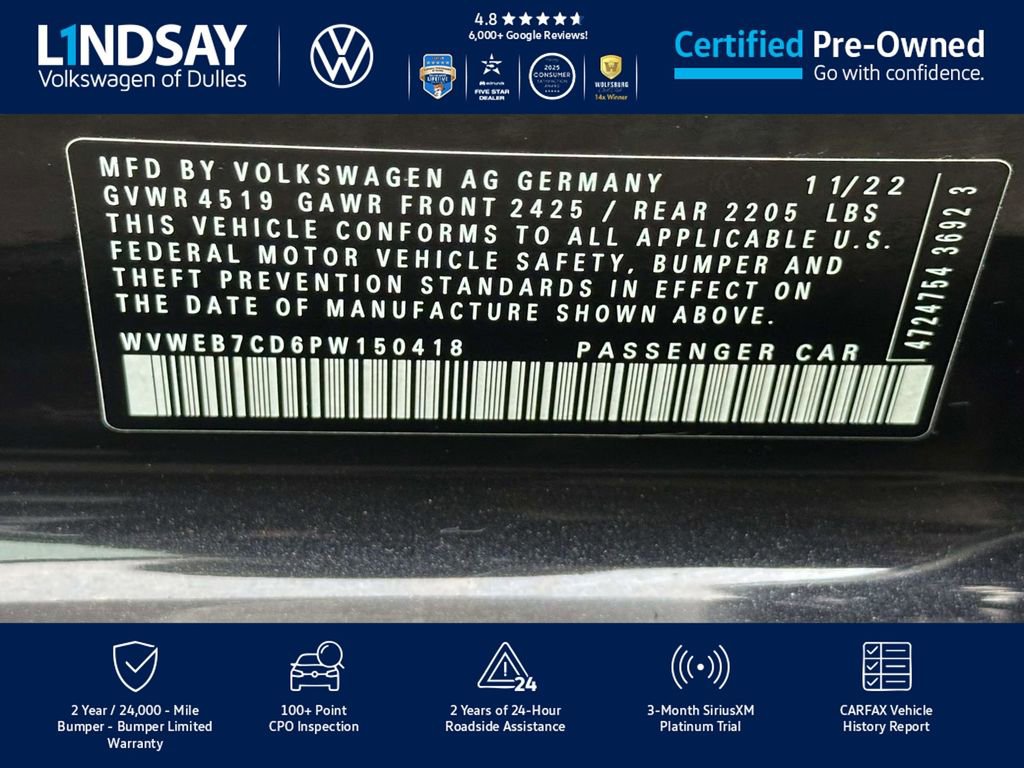 L1NDSAY
Volkswagen of Dulles
4.8
6,000+ Google Reviews!
FIVE STAR
DEALER
2025
CONSUMER
SATISFACTION
AWARD
WOLFSBURG
14x Winner
Certified Pre-Owned
Go with confidence.
MFD BY VOLKSWAGEN AG GERMANY 11/22
GVWR 4519 GAWR FRONT 2425 / REAR 2205 LBS
THIS VEHICLE CONFORMS TO ALL APPLICABLE U.S.
FEDERAL MOTOR VEHICLE SAFETY, BUMPER AND
THEFT PREVENTION STANDARDS IN EFFECT ON
THE DATE OF MANUFACTURE SHOWN ABOVE.
WVWEB7CD6PW150418 PASSENGER CAR
4724754 36923
2 Year / 24,000 - Mile
Bumper - Bumper Limited
Warranty
100+ Point
CPO Inspection
24
2 Years of 24-Hour
Roadside Assistance
3-Month SiriusXM
Platinum Trial
CARFAX Vehicle
History Report